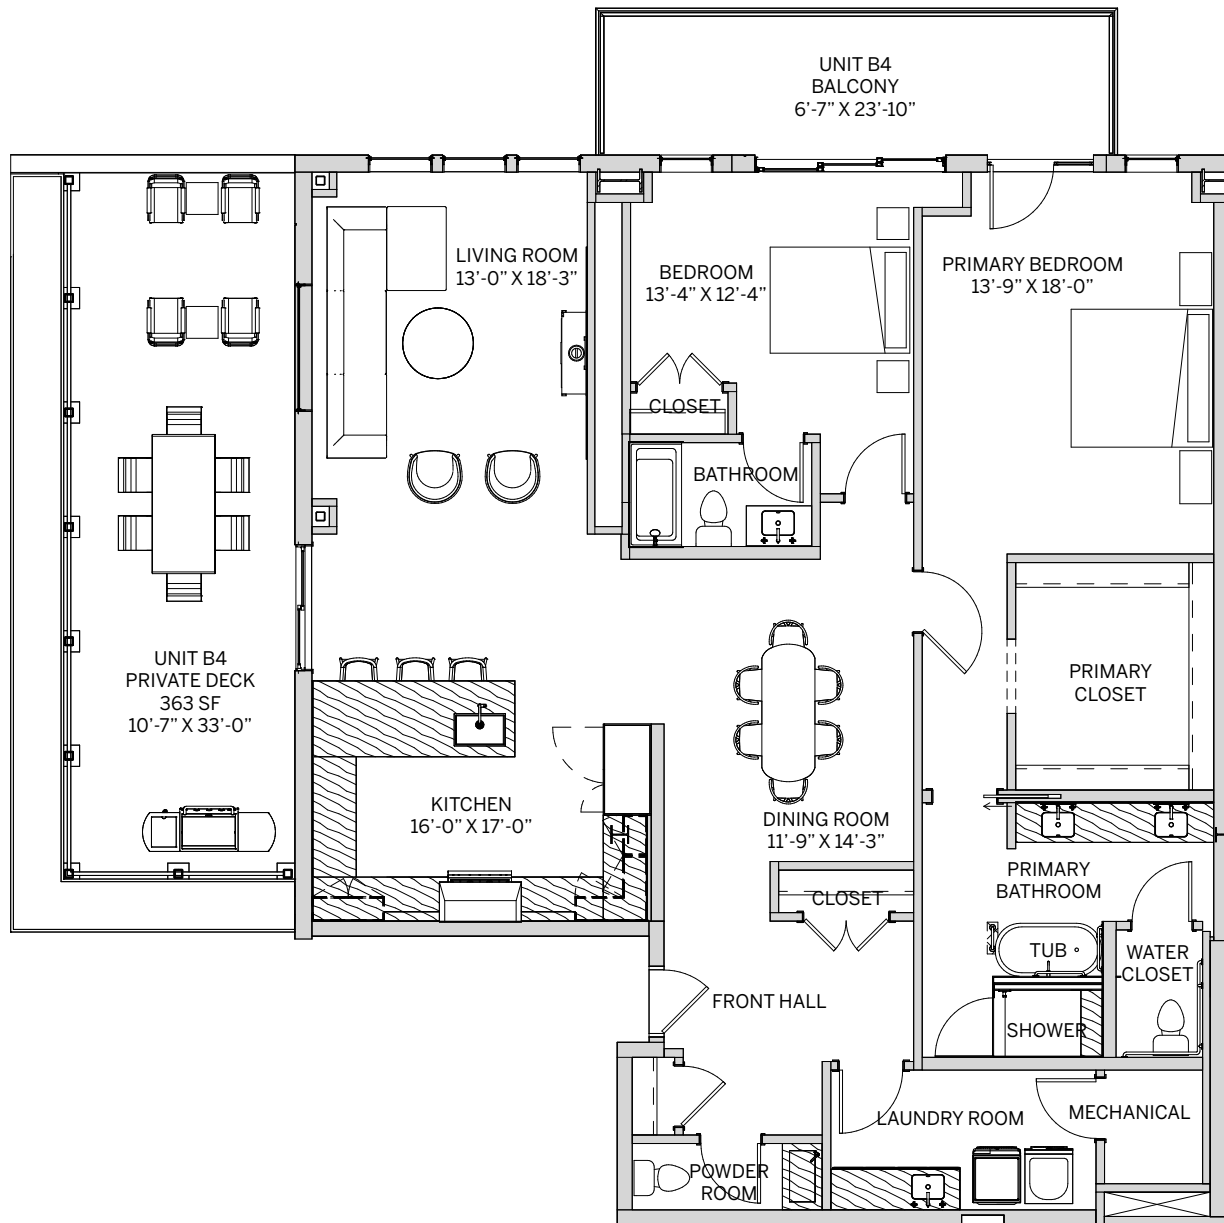 UNIT B4
BALCONY
6’-7” X 23’-10”
LIVING ROOM
13’-0” X 18’-3”
BEDROOM
13’-4” X 12’-4”
PRIMARY BEDROOM
13’-9” X 18’-0”
CLOSET
BATHROOM
UNIT B4
PRIVATE DECK
363 SF
10’-7” X 33’-0”
PRIMARY
CLOSET
KITCHEN
16’-0” X 17’-0”
DINING ROOM
11’-9” X 14’-3”
PRIMARY
BATHROOM
CLOSET
TUB
WATER
CLOSET
FRONT HALL
SHOWER
LAUNDRY ROOM
MECHANICAL
POWDER
ROOM